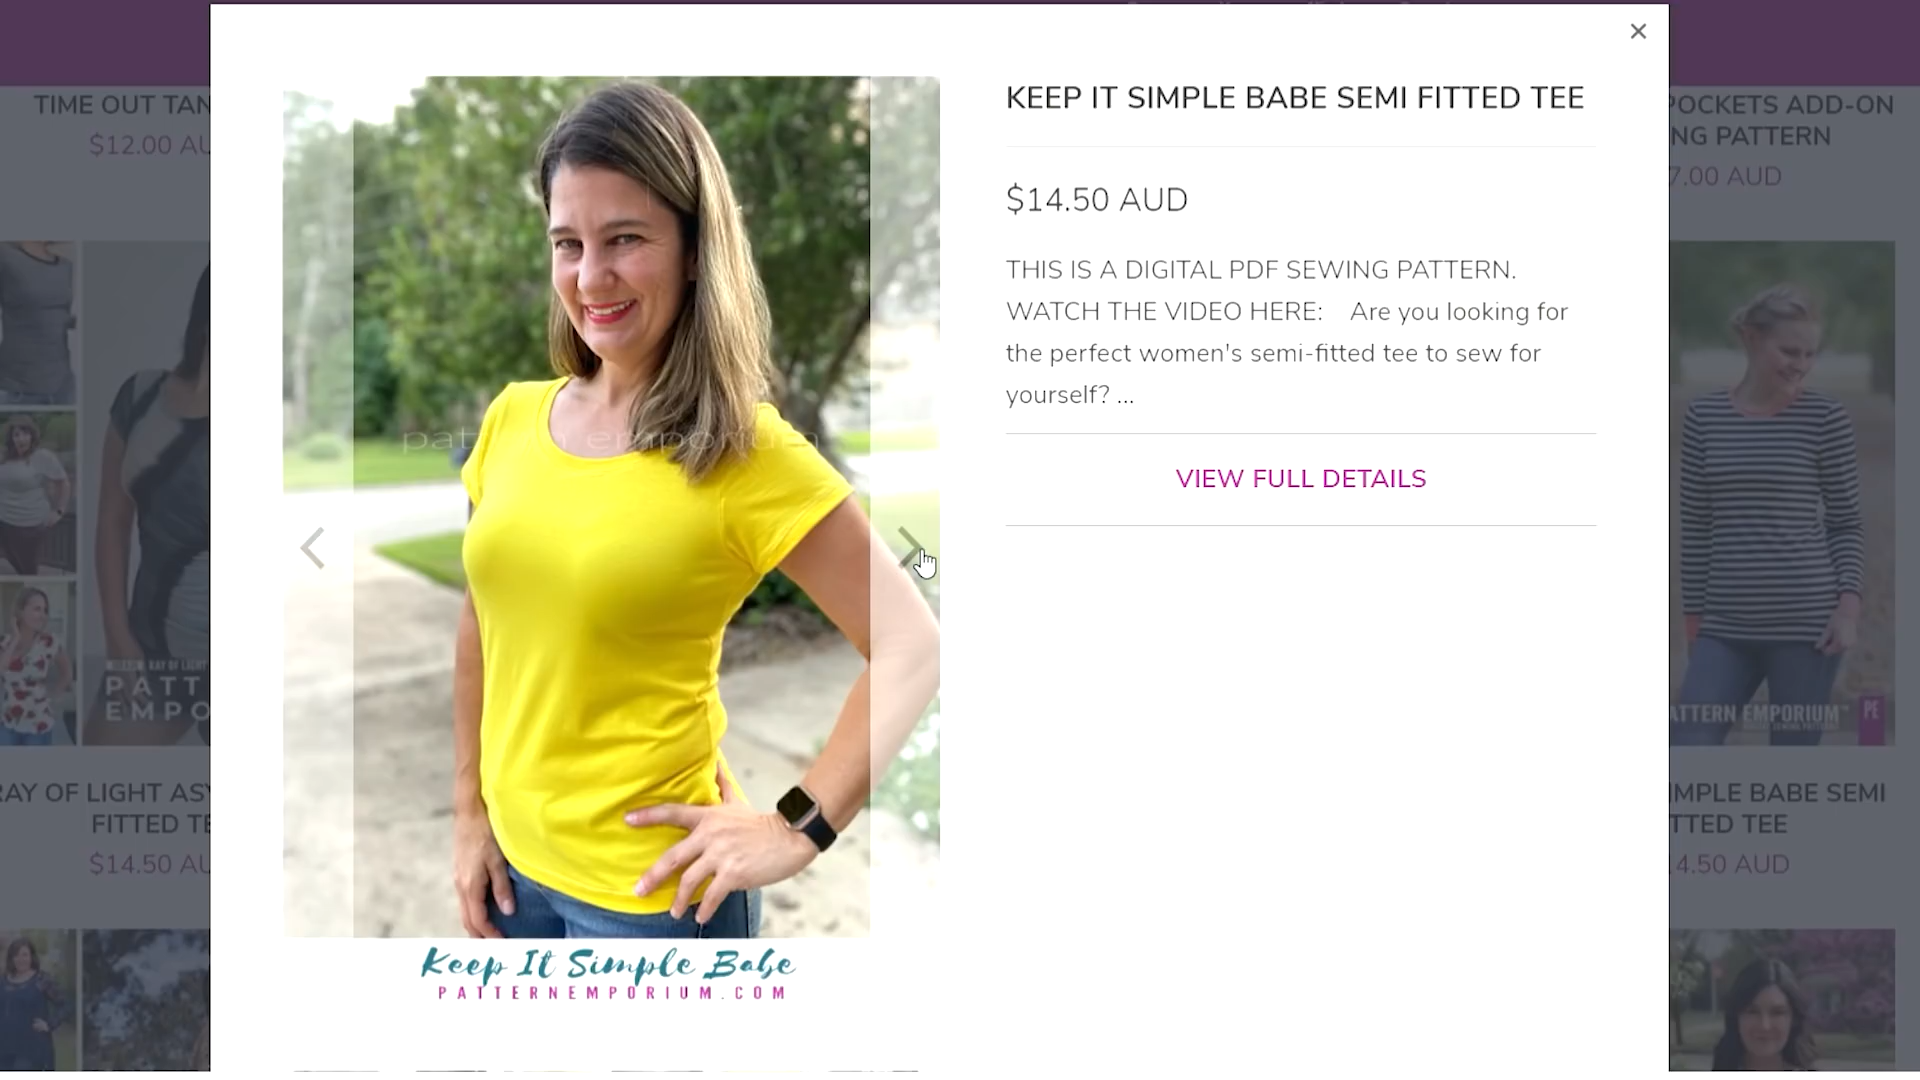 TIME OUT TAN
$12.00 AU
RAY OF LIGHT ASY
FITTED TE
$14.50 AU
PATT
EMPO
×
pattern emporium
Keep It Simple Babe
PATTERNEMPORIUM.COM
KEEP IT SIMPLE BABE SEMI FITTED TEE
$14.50 AUD
THIS IS A DIGITAL PDF SEWING PATTERN.
WATCH THE VIDEO HERE: Are you looking for
the perfect women's semi-fitted tee to sew for
yourself? ...
VIEW FULL DETAILS
POCKETS ADD-ON
NG PATTERN
7.00 AUD
ATTERN EMPORIUM™
PE
IMPLE BABE SEMI
TTED TEE
4.50 AUD